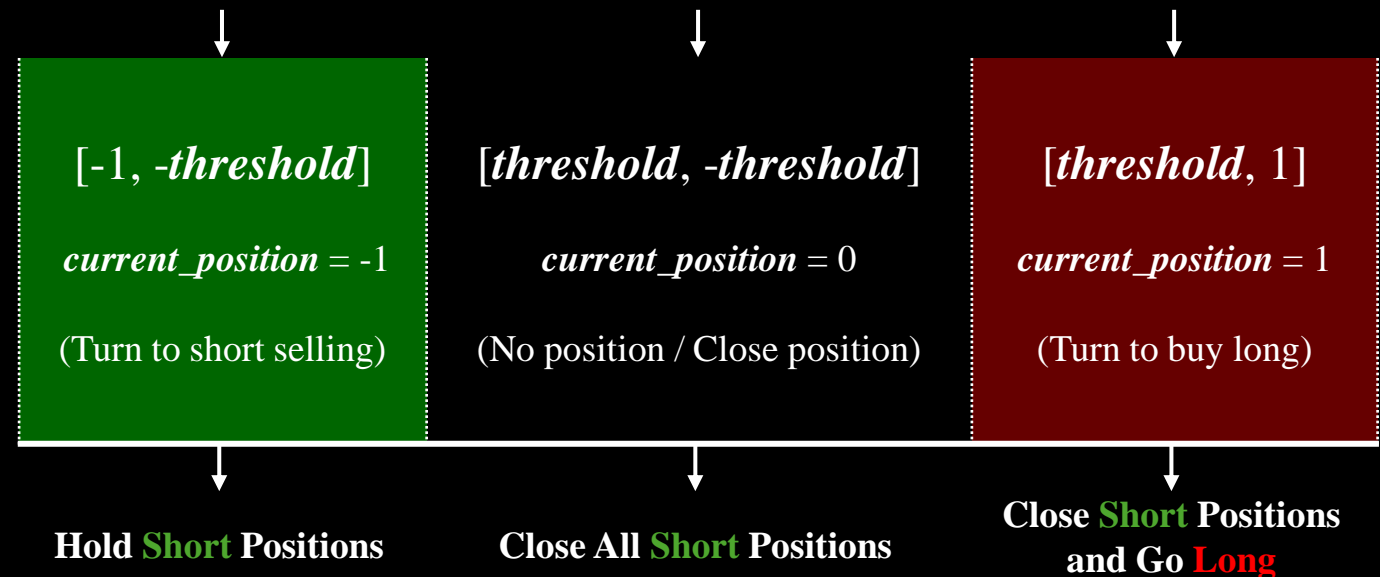 [-1, -threshold]
current_position = -1
(Turn to short selling)
[threshold, -threshold]
current_position = 0
(No position / Close position)
[threshold, 1]
current_position = 1
(Turn to buy long)
Hold Short Positions
Close All Short Positions
Close Short Positions
and Go Long